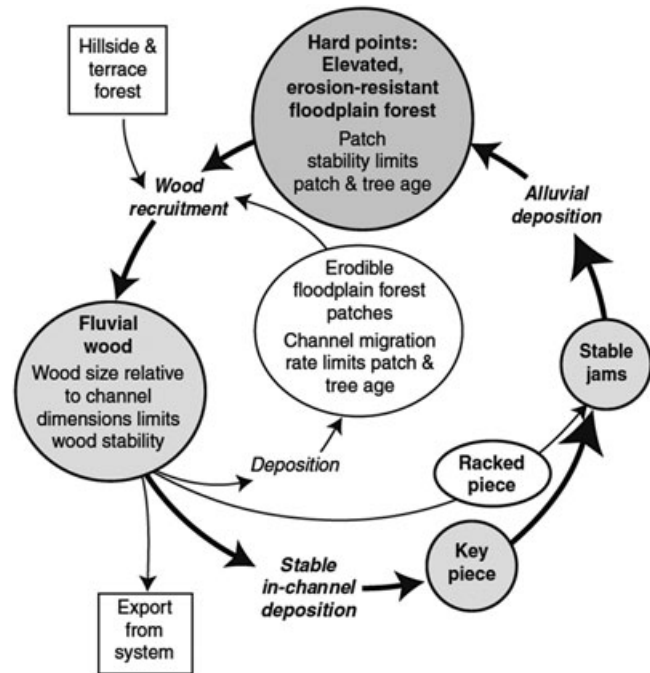 Hillside &
terrace
forest
Hard points:
Elevated,
erosion-resistant
floodplain forest
Patch
stability limits
patch & tree age
Wood
recruitment
Alluvial
deposition
Erodible
floodplain forest
patches
Channel migration
rate limits patch &
tree age
Fluvial
wood
Wood size relative
to channel
dimensions limits
wood stability
Stable
jams
Deposition
Racked
piece
Stable
in-channel
deposition
Key
piece
Export
from
system